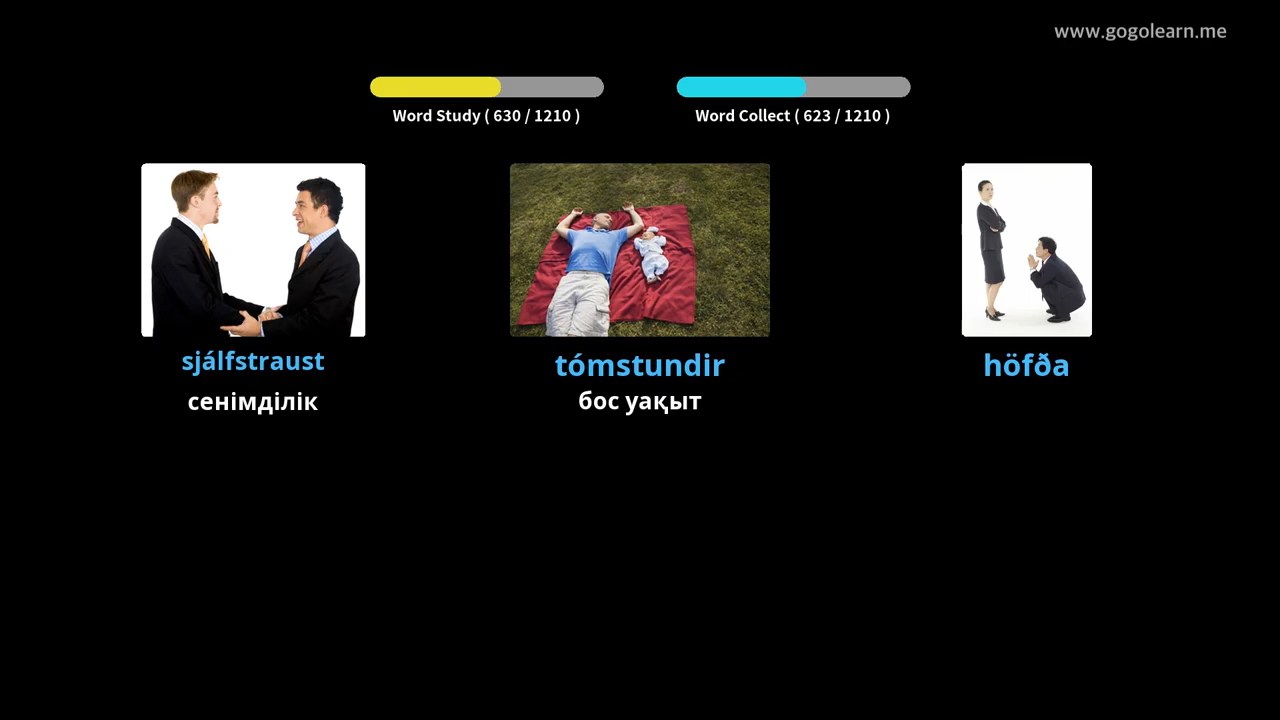 www.gogolearn.me
Word Study ( 630 / 1210 )
Word Collect ( 623 / 1210 )
sjálfstraust
сенімділік
tómstundir
бос уақыт
höfða